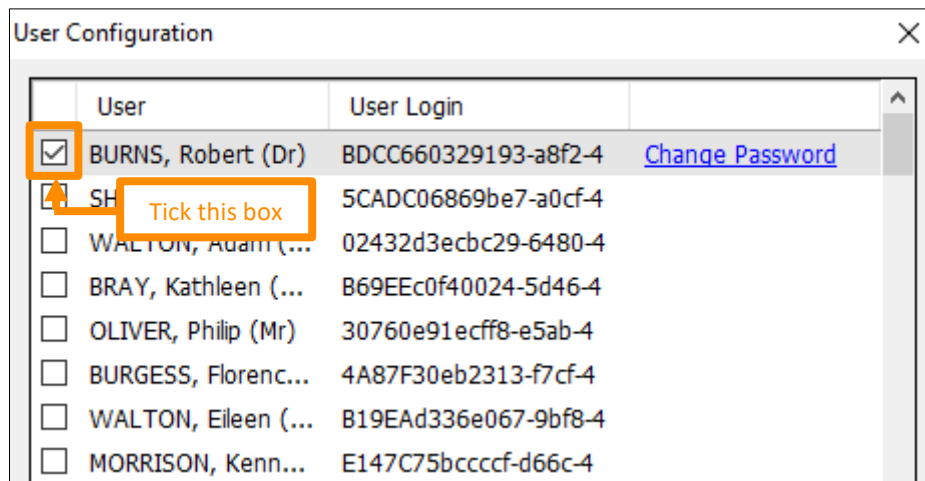 User Configuration
User User Login
BURNS, Robert (Dr) BDCC660329193-a8f2-4 Change Password
SH 5CADC06869be7-a0cf-4
Tick this box
WALTON, Adam (... 02432d3ecbc29-6480-4
BRAY, Kathleen (... B69EEc0f40024-5d46-4
OLIVER, Philip (Mr) 30760e91ecff8-e5ab-4
BURGESS, Florenc... 4A87F30eb2313-f7cf-4
WALTON, Eileen (... B19EAd336e067-9bf8-4
MORRISON, Kenn... E147C75bccccf-d66c-4